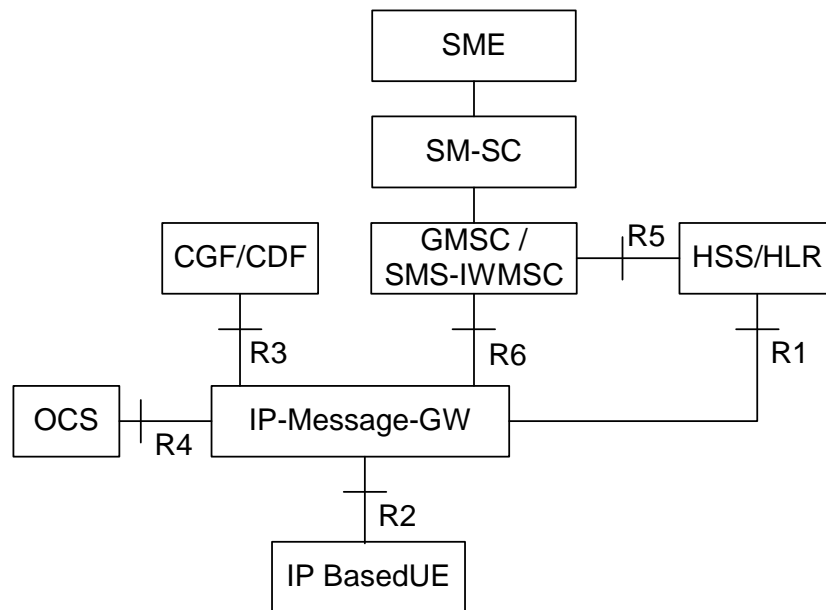 SME
SM-SC
CGF/CDF
GMSC /
SMS-IWMSC
R5
HSS/HLR
R3
R6
R1
OCS
R4
IP-Message-GW
R2
IP BasedUE